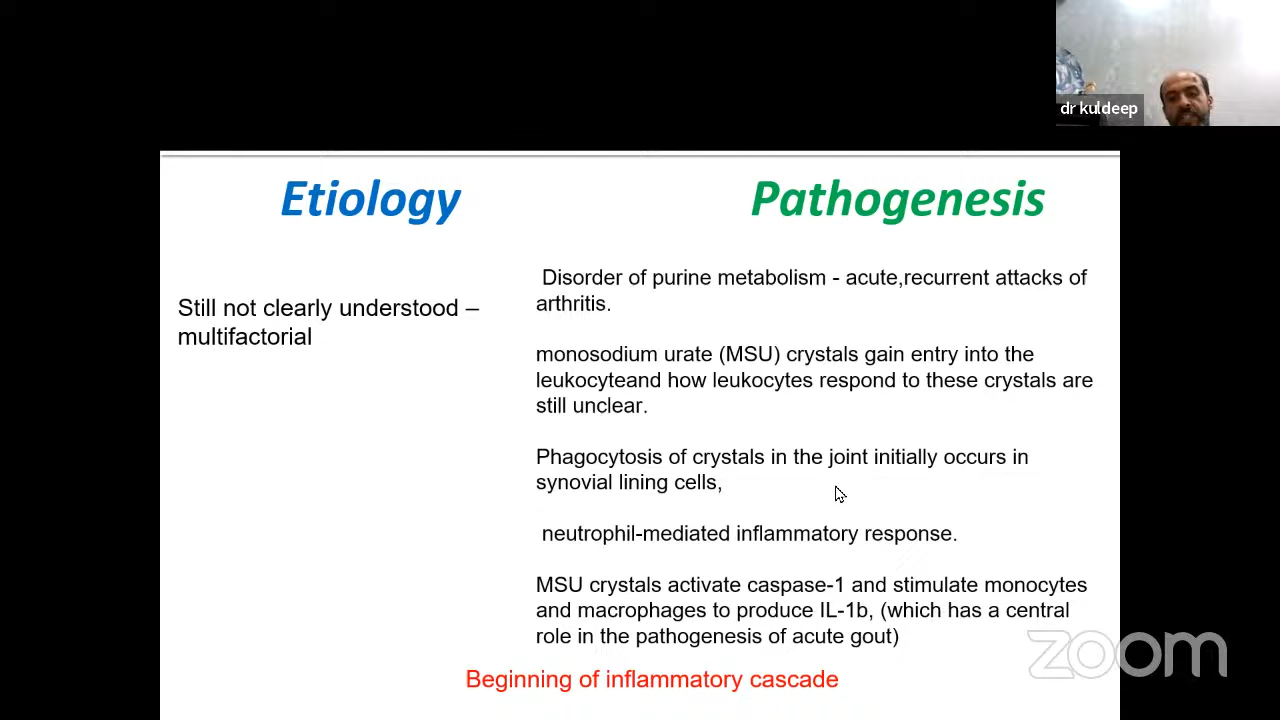 dr kuldeep
Etiology
Pathogenesis
Still not clearly understood –
multifactorial
Disorder of purine metabolism - acute,recurrent attacks of
arthritis.
monosodium urate (MSU) crystals gain entry into the
leukocyteand how leukocytes respond to these crystals are
still unclear.
Phagocytosis of crystals in the joint initially occurs in
synovial lining cells,
neutrophil-mediated inflammatory response.
MSU crystals activate caspase-1 and stimulate monocytes
and macrophages to produce IL-1b, (which has a central
role in the pathogenesis of acute gout)
Beginning of inflammatory cascade
zoom